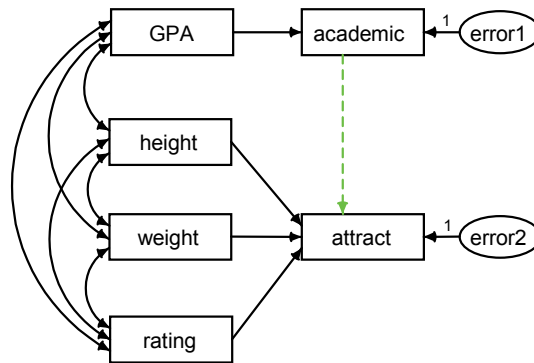 GPA academic 1 error1
height
weight attract 1 error2
rating